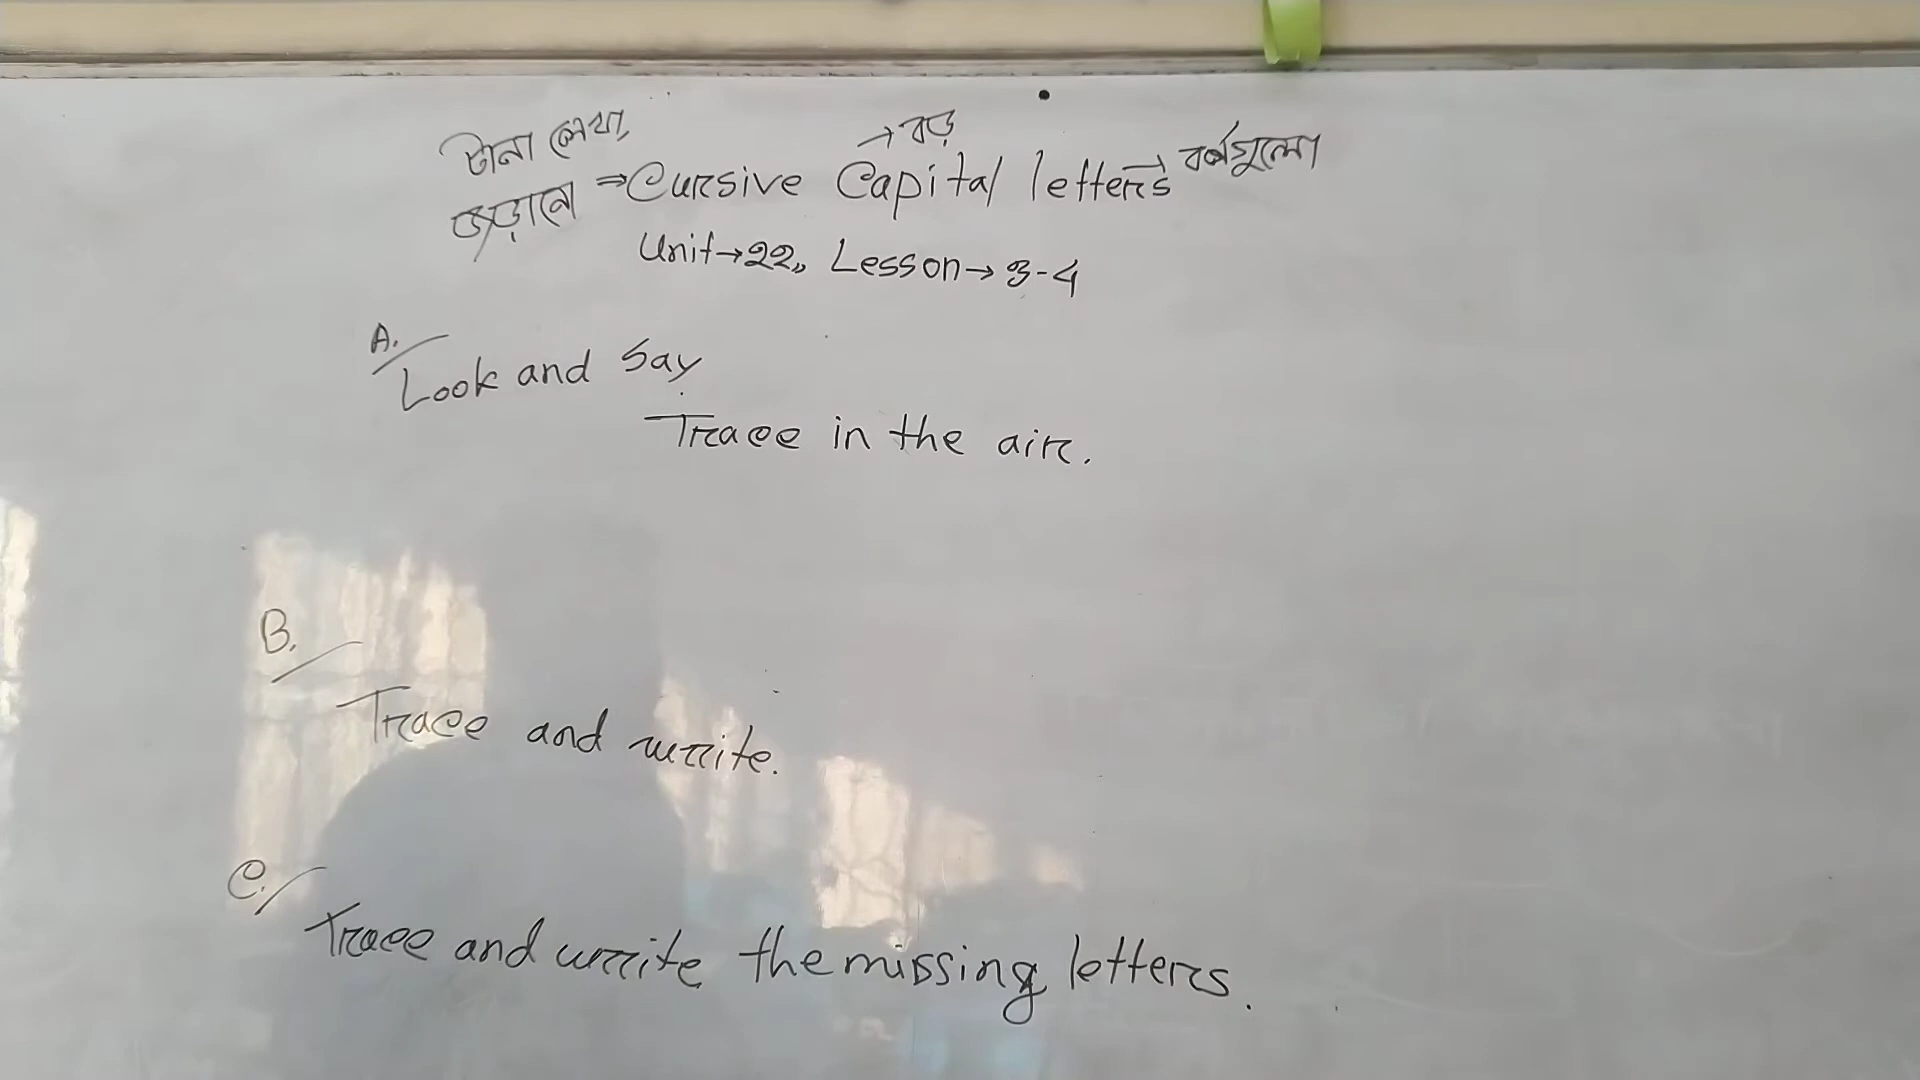 টানা লেখা, →বড়
জড়ানো ⇒Cursive Capital letters→ বর্ণগুলো
Unit→22, Lesson→3-4
A.
Look and Say
Trace in the air.
B.
Trace and write.
C.
Trace and write the missing letters.